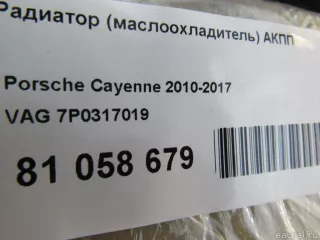 Радиатор (маслоохладитель) АКПП
Porsche Cayenne 2010-2017
VAG 7P0317019
81 058 679